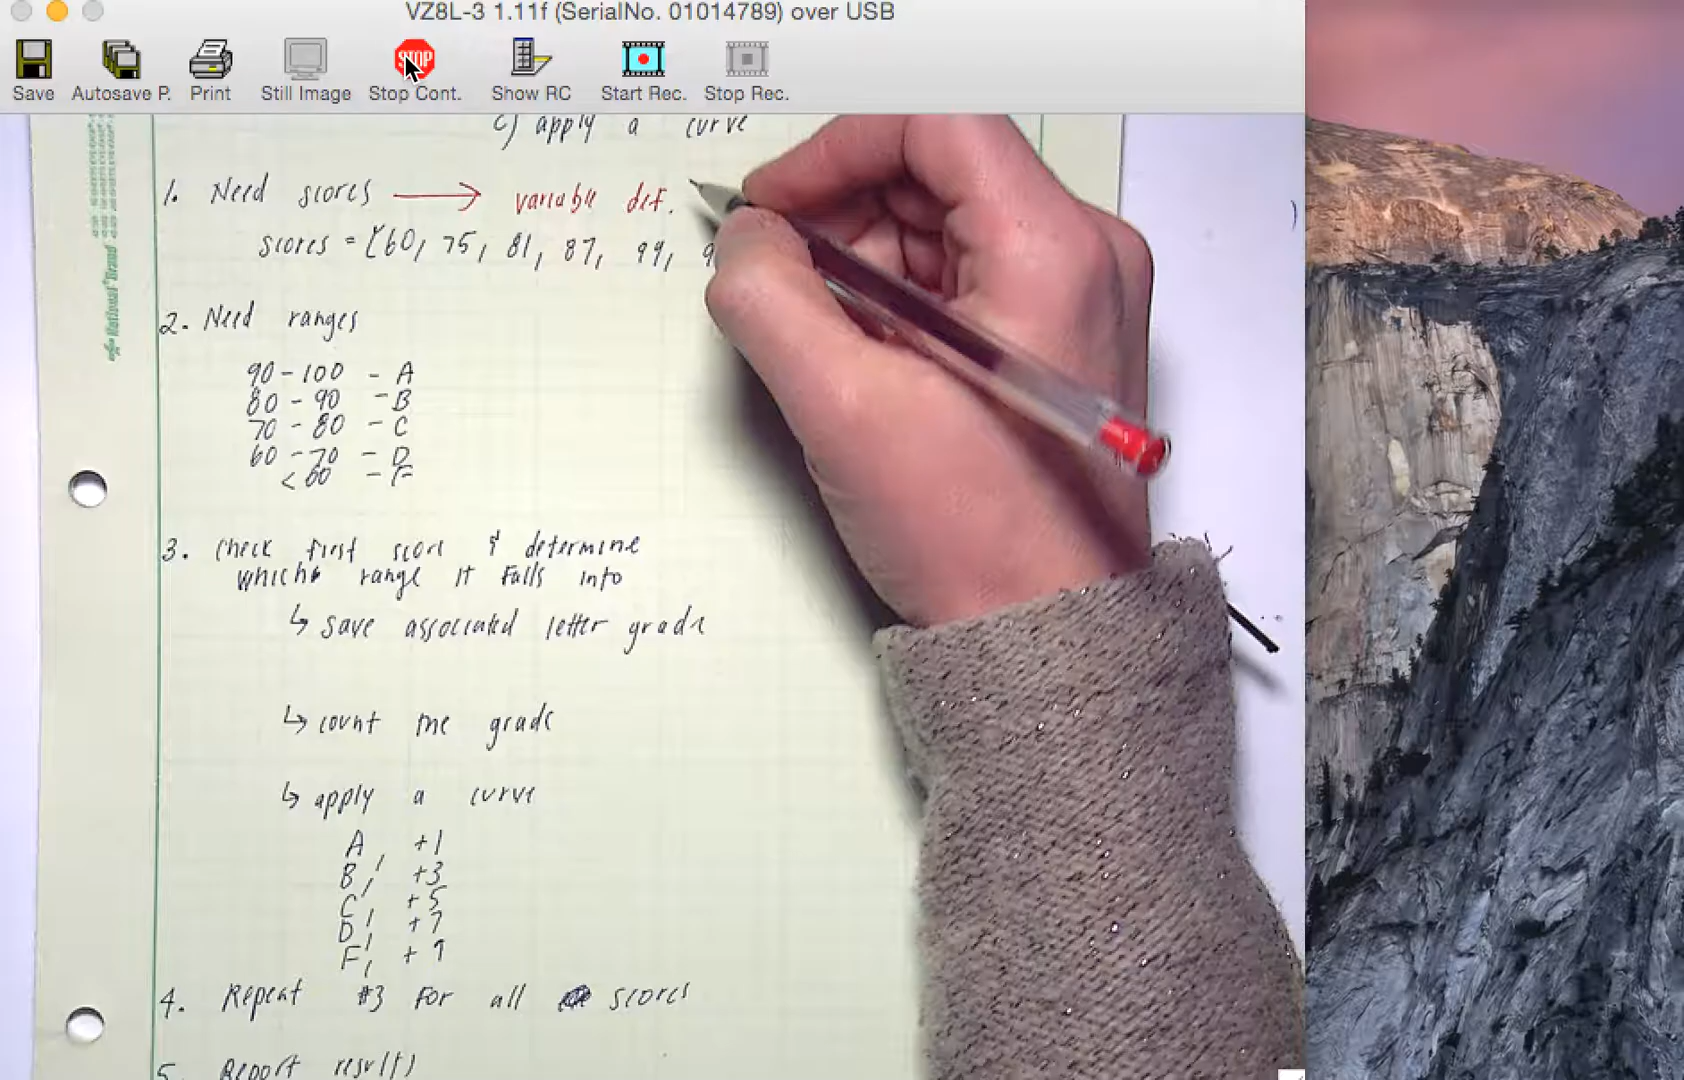 VZ8L-3 1.11f (SerialNo. 01014789) over USB
Save Autosave P. Print Still Image Stop Cont. Show RC Start Rec. Stop Rec.
STOP
c) apply a curve
1. Need scores → variable def.
scores = [60, 75, 81, 87, 99, 9
2. Need ranges
90-100 - A
80 - 90 - B
70 - 80 - C
60 - 70 - D
<60 - F
3. Check first score & determine
which range it falls into
↳ save associated letter grade
↳ count the grade
↳ apply a curve
A, +1
B, +3
C, +5
D, +7
F, +9
4. Repeat #3 for all scores
5. Report results
National Brand